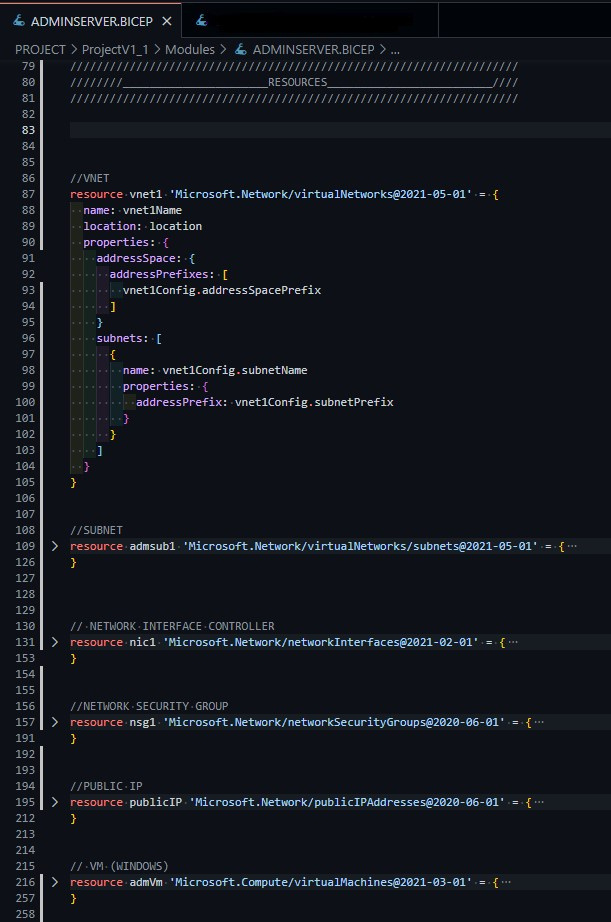 ADMINSERVER.BICEP ×
PROJECT > ProjectV1_1 > Modules > ADMINSERVER.BICEP > ...
79 ////////////////////////////////////////////////////////////////////
80 ////////______________________RESOURCES_________________________////
81 ////////////////////////////////////////////////////////////////////
82
83
84
85
86 //VNET
87 resource vnet1 'Microsoft.Network/virtualNetworks@2021-05-01' = {
88   name: vnet1Name
89   location: location
90   properties: {
91     addressSpace: {
92       addressPrefixes: [
93         vnet1Config.addressSpacePrefix
94       ]
95     }
96     subnets: [
97       {
98         name: vnet1Config.subnetName
99         properties: {
100           addressPrefix: vnet1Config.subnetPrefix
101         }
102       }
103     ]
104   }
105 }
106
107
108 //SUBNET
109 > resource admsub1 'Microsoft.Network/virtualNetworks/subnets@2021-05-01' = { ···
126 }
127
128
129
130 // NETWORK INTERFACE CONTROLLER
131 > resource nic1 'Microsoft.Network/networkInterfaces@2021-02-01' = { ···
153 }
154
155
156 //NETWORK SECURITY GROUP
157 > resource nsg1 'Microsoft.Network/networkSecurityGroups@2020-06-01' = { ···
191 }
192
193
194 //PUBLIC IP
195 > resource publicIP 'Microsoft.Network/publicIPAddresses@2020-06-01' = { ···
212 }
213
214
215 // VM (WINDOWS)
216 > resource admVm 'Microsoft.Compute/virtualMachines@2021-03-01' = { ···
257 }
258